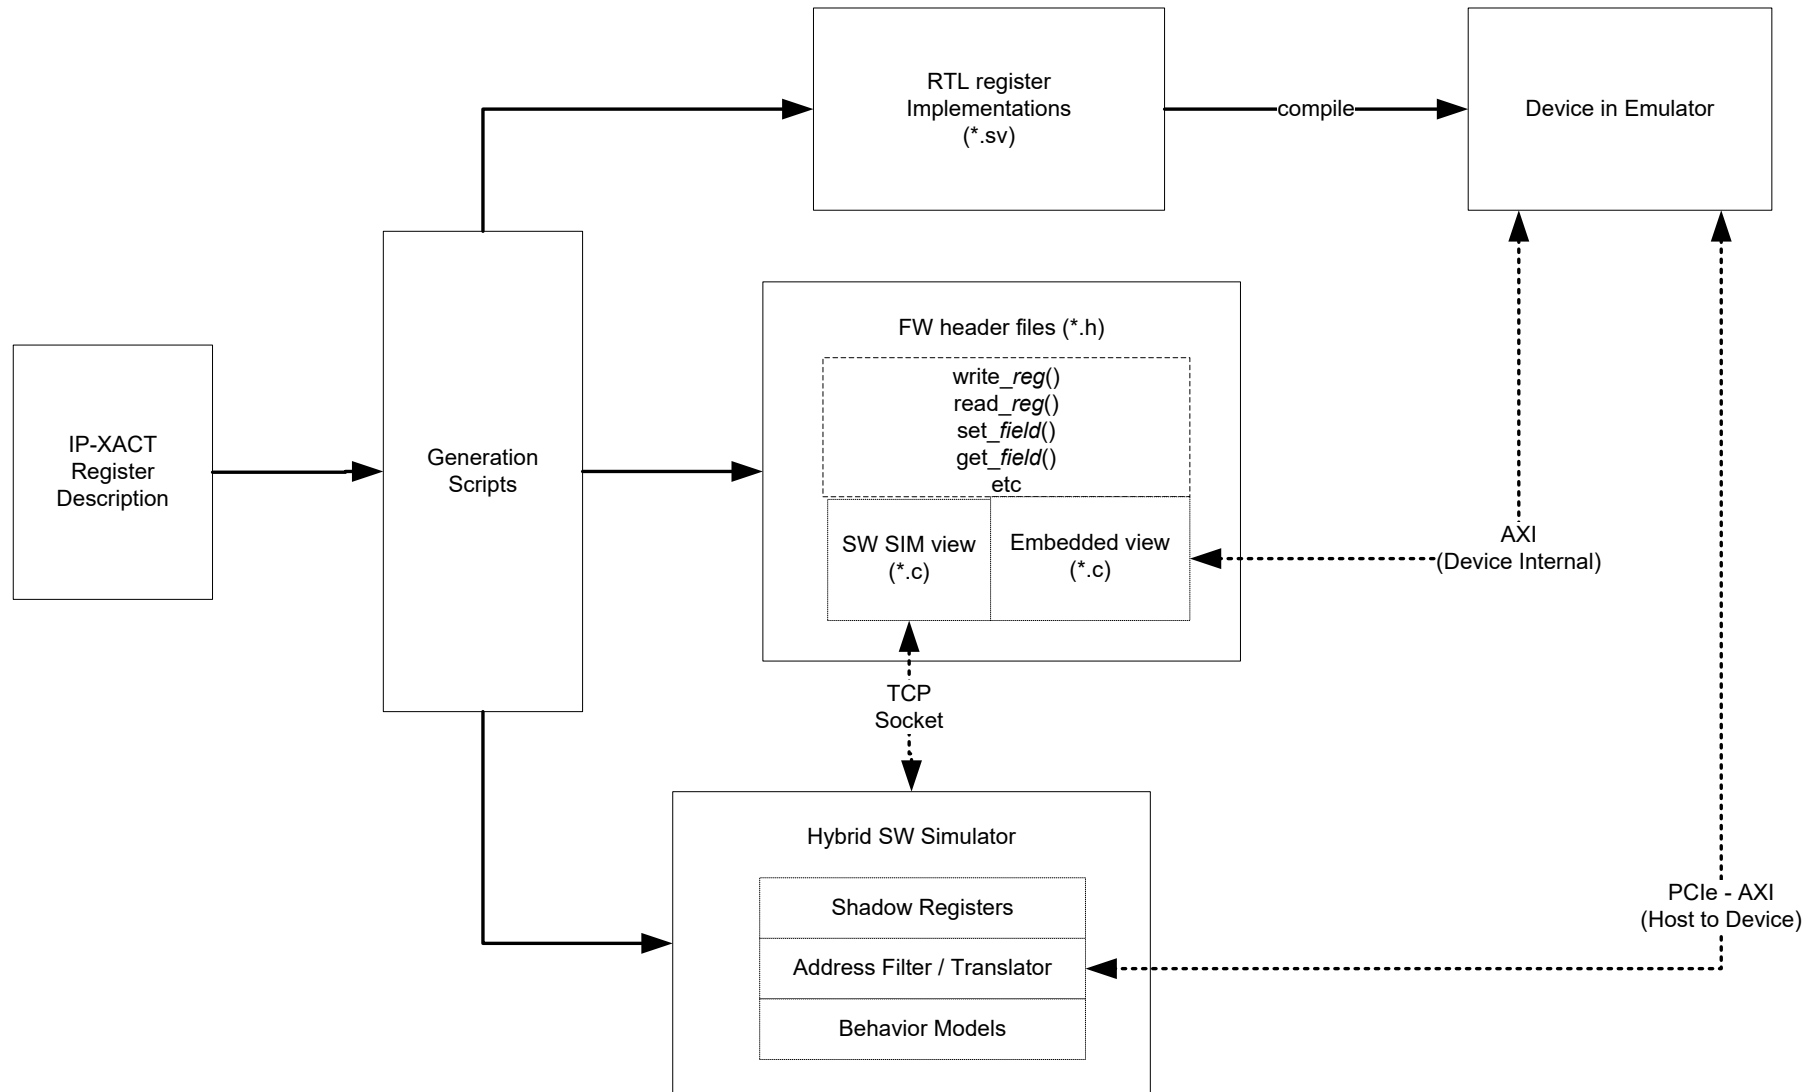 RTL register
Implementations
(*.sv)
compile
Device in Emulator
IP-XACT
Register
Description
Generation
Scripts
FW header files (*.h)
write_reg()
read_reg()
set_field()
get_field()
etc
SW SIM view
(*.c)
Embedded view
(*.c)
AXI
(Device Internal)
TCP
Socket
Hybrid SW Simulator
Shadow Registers
Address Filter / Translator
Behavior Models
PCIe - AXI
(Host to Device)